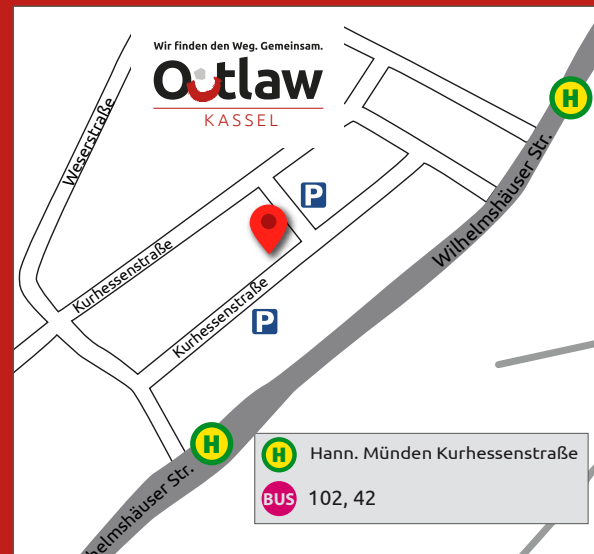 Wir finden den Weg. Gemeinsam.
Outlaw
KASSEL
H
Weserstraße
Wilhelmshäuser Str.
P
Kurhessenstraße
Kurhessenstraße
P
H
helmshäuser Str.
H Hann. Münden Kurhessenstraße
BUS 102, 42